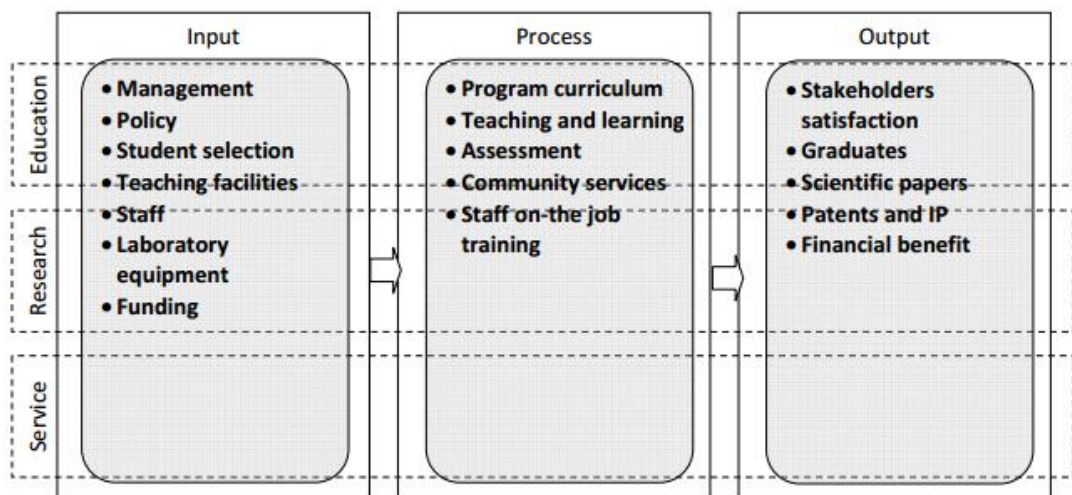 Input
Process
Output
Education
Research
Service
• Management
• Policy
• Student selection
• Teaching facilities
• Staff
• Laboratory
equipment
• Funding
• Program curriculum
• Teaching and learning
• Assessment
• Community services
• Staff on-the job
training
• Stakeholders
satisfaction
• Graduates
• Scientific papers
• Patents and IP
• Financial benefit